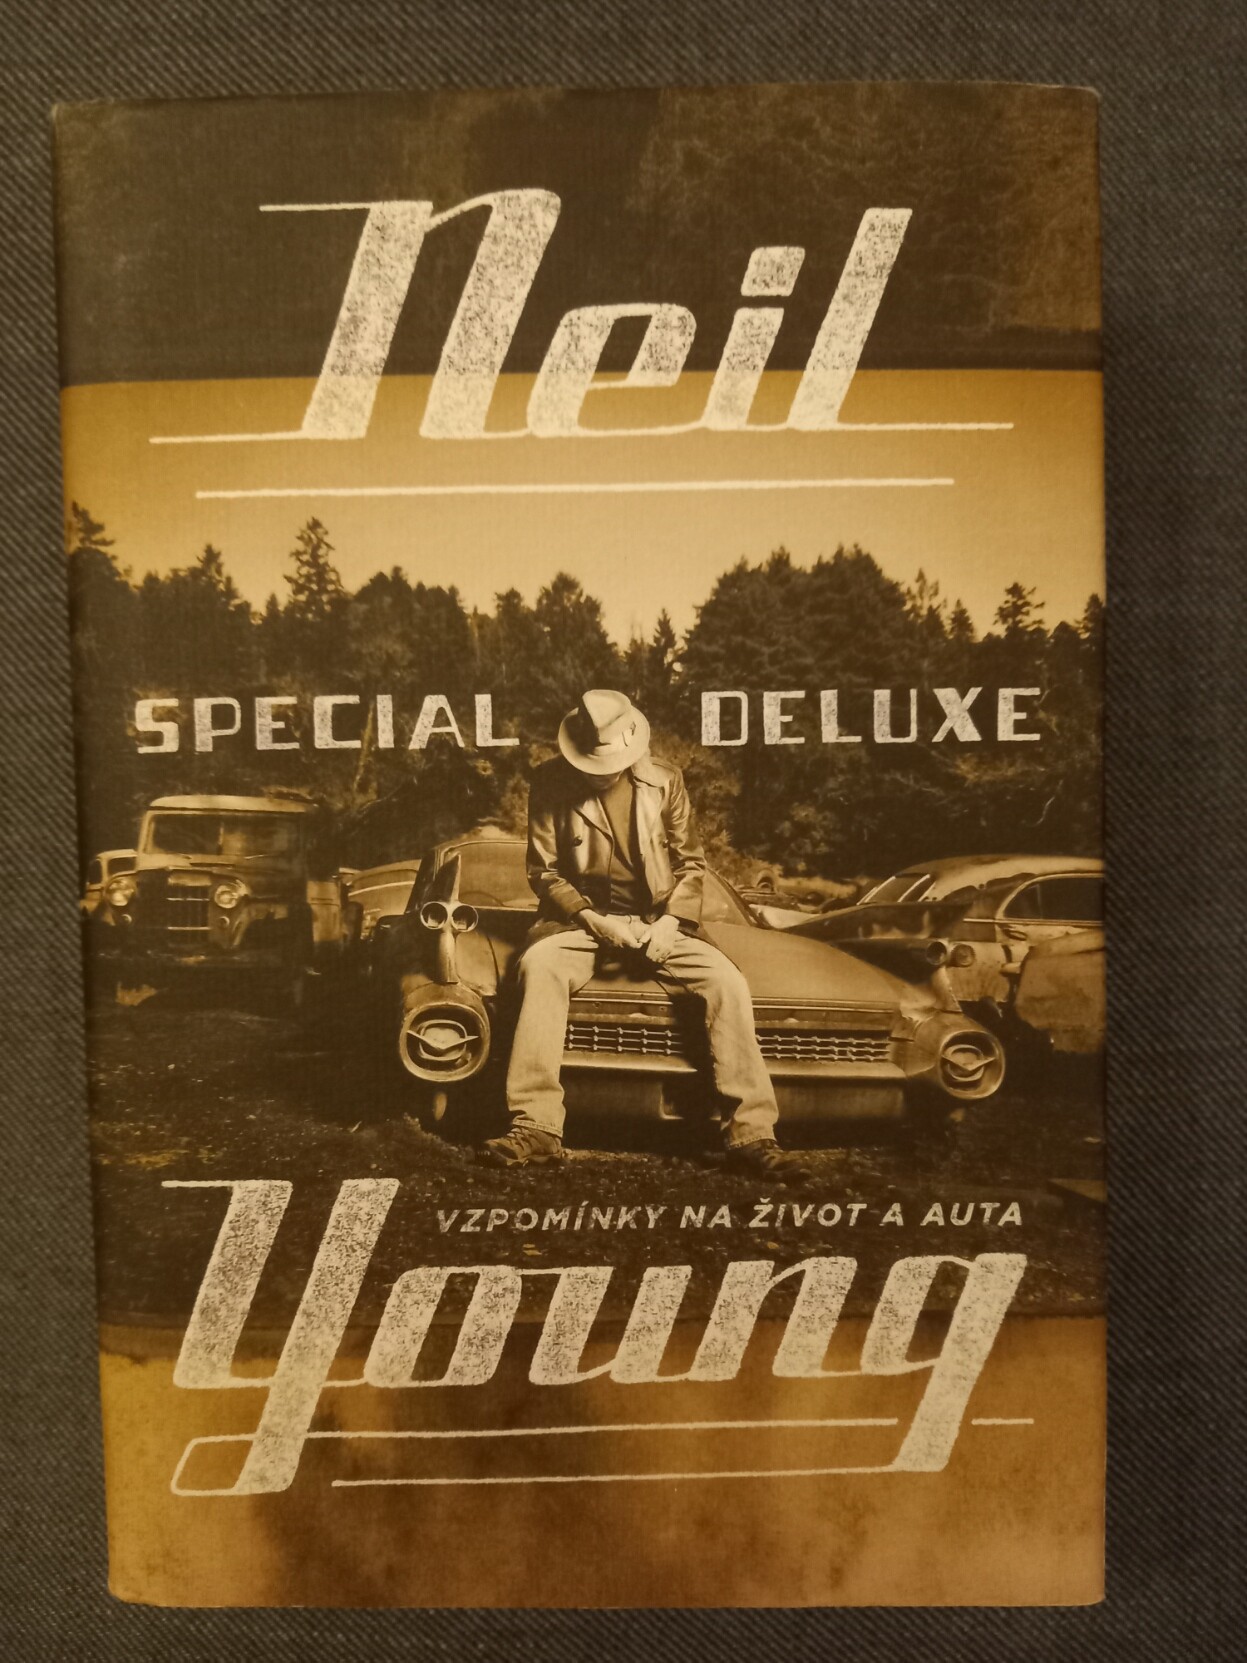 Neil
SPECIAL DELUXE
VZPOMÍNKY NA ŽIVOT A AUTA
Young